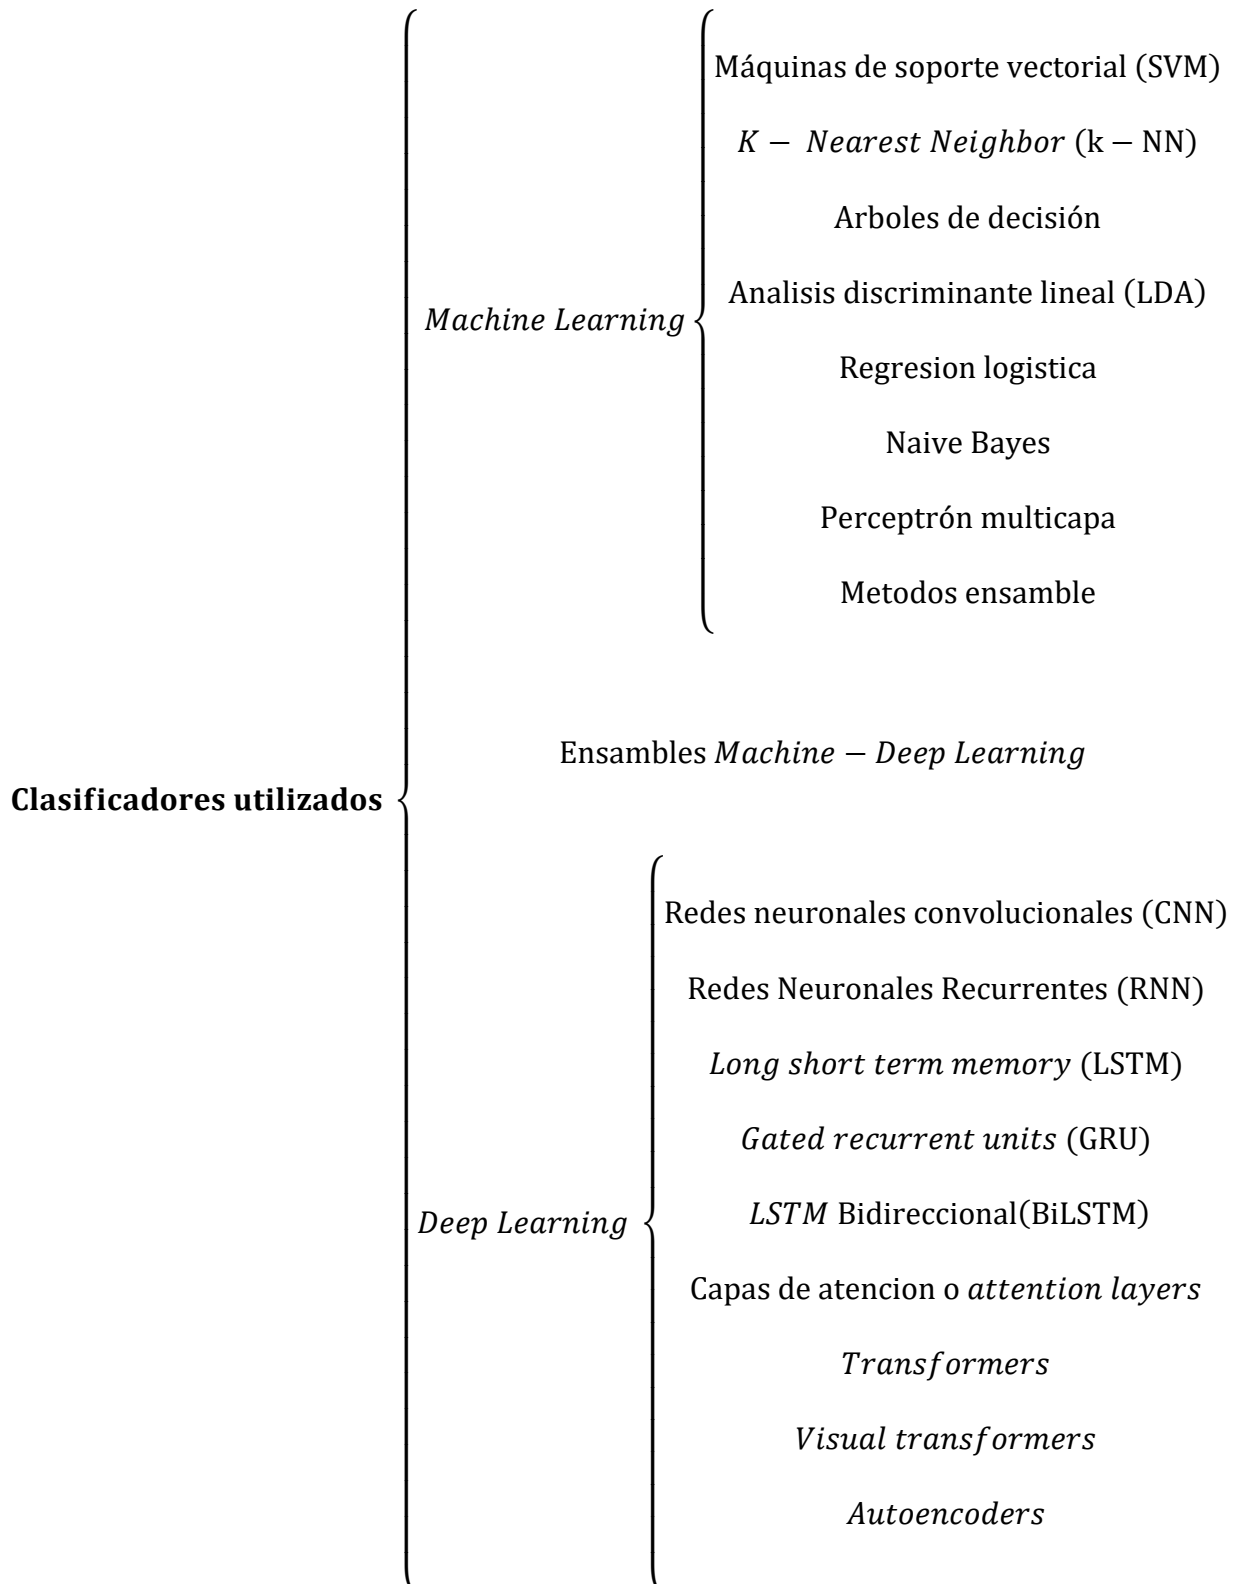 Clasificadores utilizados
Machine Learning
Máquinas de soporte vectorial (SVM)
K − Nearest Neighbor (k − NN)
Arboles de decisión
Analisis discriminante lineal (LDA)
Regresion logistica
Naive Bayes
Perceptrón multicapa
Metodos ensamble
Ensambles Machine − Deep Learning
Deep Learning
Redes neuronales convolucionales (CNN)
Redes Neuronales Recurrentes (RNN)
Long short term memory (LSTM)
Gated recurrent units (GRU)
LSTM Bidireccional(BiLSTM)
Capas de atencion o attention layers
Transformers
Visual transformers
Autoencoders